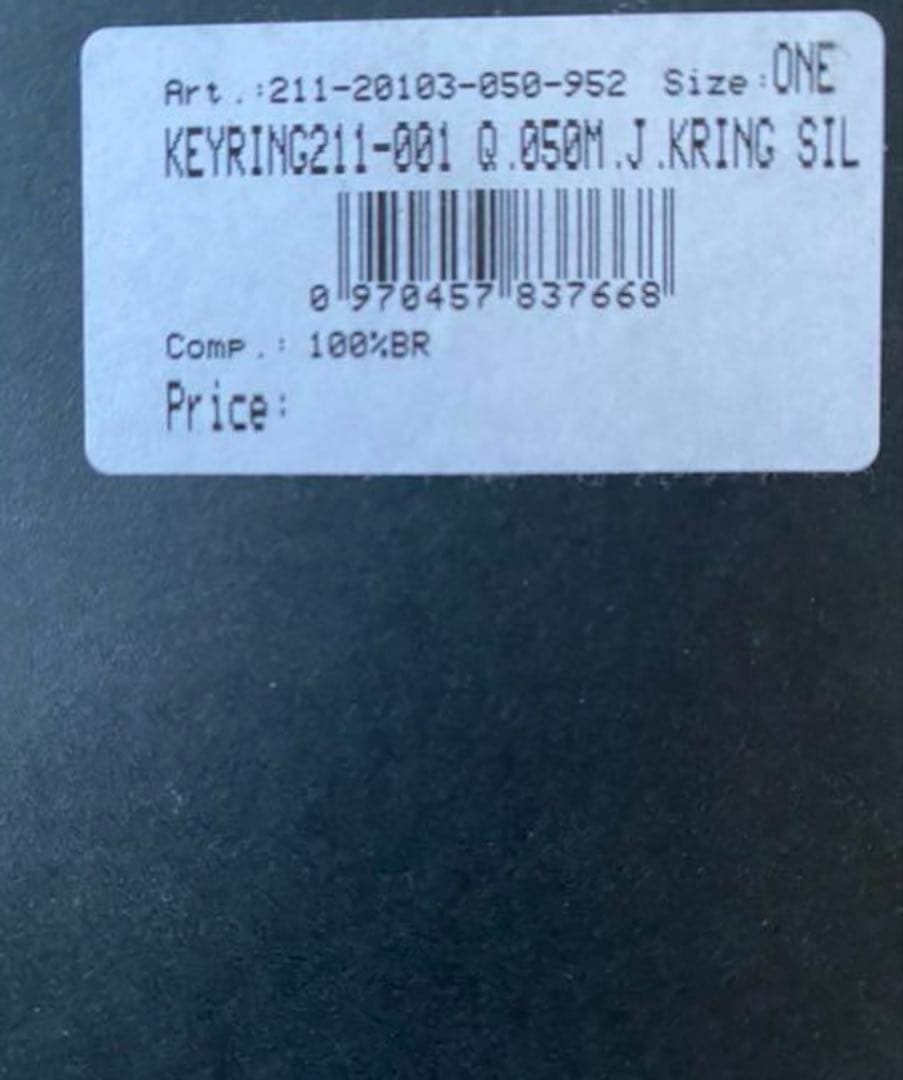 Art.:211-20103-050-952 Size:ONE
KEYRING211-001 Q.050M.J.KRING SIL
0 970457 837668
Comp.: 100%BR
Price: